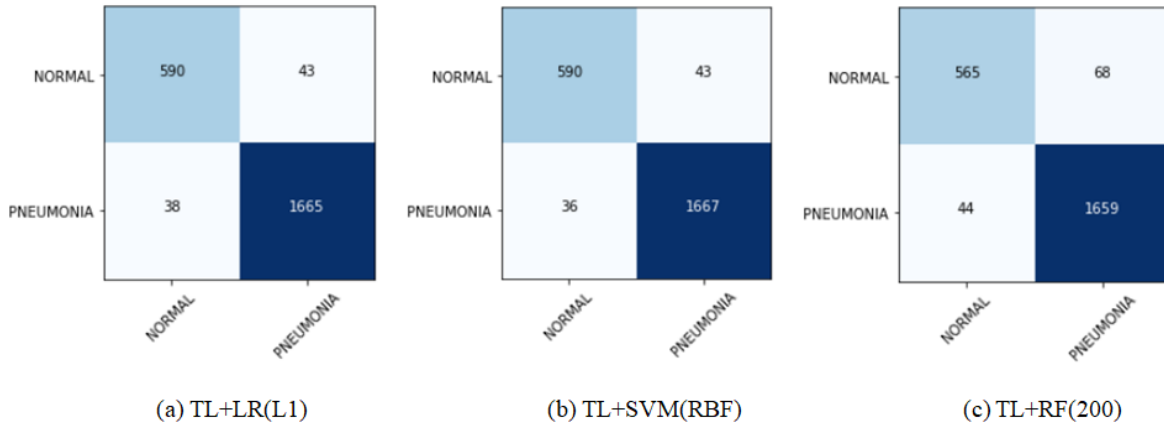 NORMAL
590
43
PNEUMONIA
38
1665
NORMAL
PNEUMONIA
(a) TL+LR(L1)
NORMAL
590
43
PNEUMONIA
36
1667
NORMAL
PNEUMONIA
(b) TL+SVM(RBF)
NORMAL
565
68
PNEUMONIA
44
1659
NORMAL
PNEUMONIA
(c) TL+RF(200)